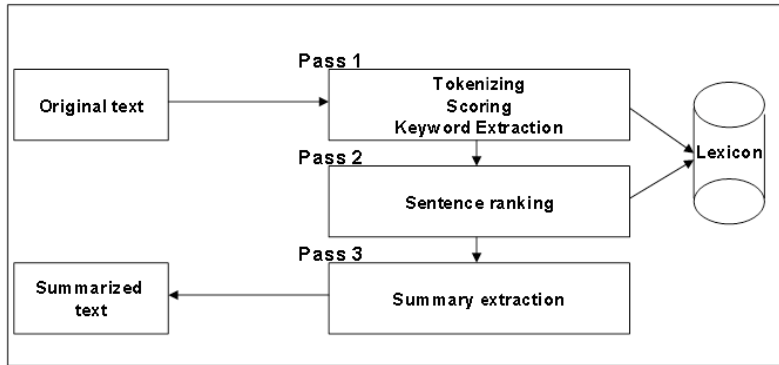 Pass 1
Original text
Tokenizing
Scoring
Keyword Extraction
Lexicon
Pass 2
Sentence ranking
Pass 3
Summary extraction
Summarized
text